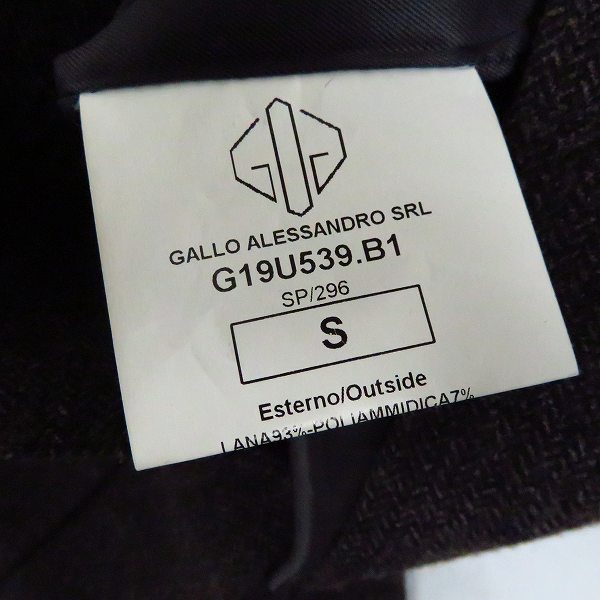 GALLO ALESSANDRO SRL
G19U539.B1
SP/296
S
Esterno/Outside
LANA93%-POLIAMMIDICA7%